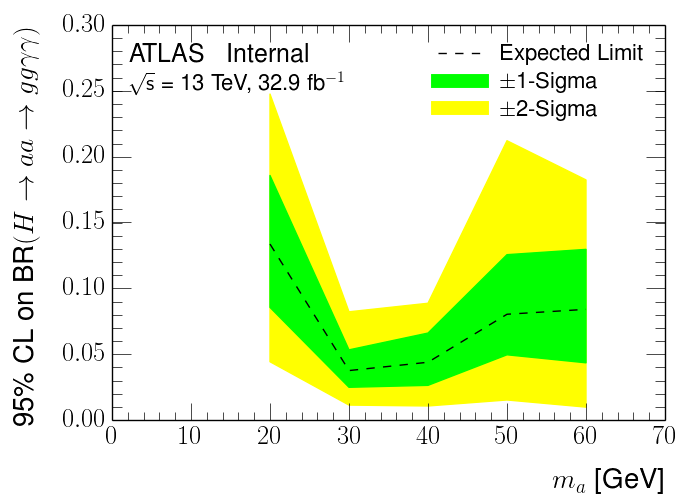 95% CL on BR(H → aa → ggγγ)
0.30
0.25
0.20
0.15
0.10
0.05
0.00
ATLAS Internal
√s = 13 TeV, 32.9 fb⁻¹
Expected Limit
±1-Sigma
±2-Sigma
0 10 20 30 40 50 60 70
mₐ [GeV]